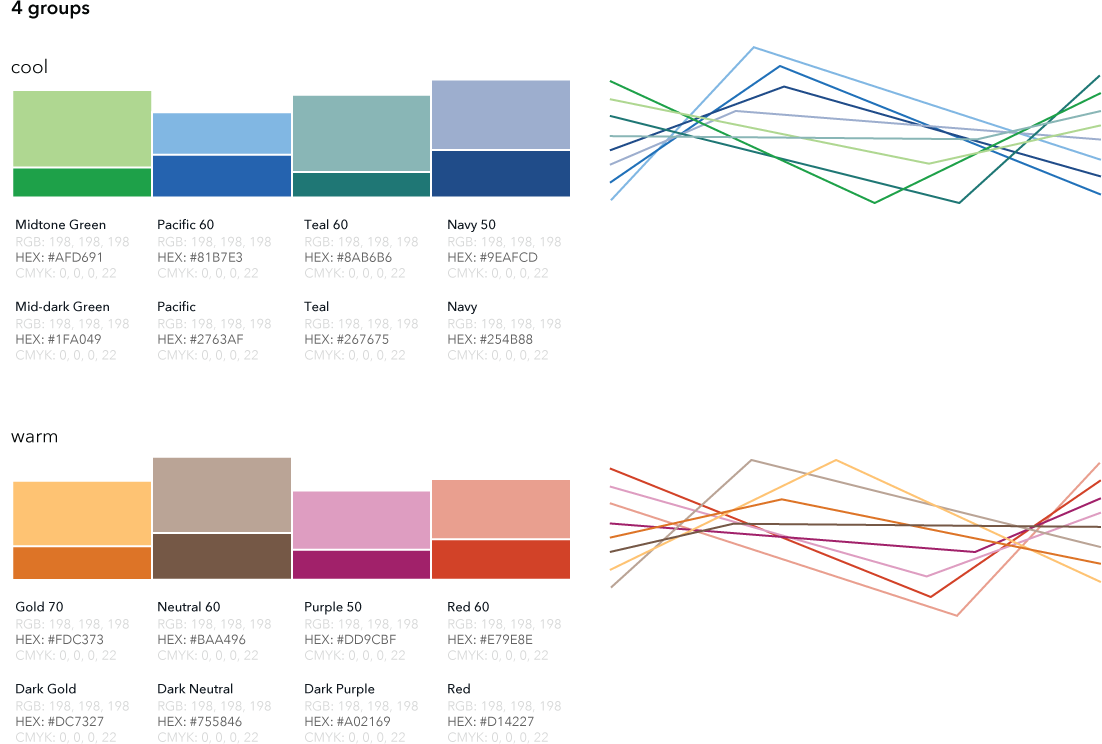 4 groups
cool
Midtone Green
RGB: 198, 198, 198
HEX: #AFD691
CMYK: 0, 0, 0, 22
Pacific 60
RGB: 198, 198, 198
HEX: #81B7E3
CMYK: 0, 0, 0, 22
Teal 60
RGB: 198, 198, 198
HEX: #8AB6B6
CMYK: 0, 0, 0, 22
Navy 50
RGB: 198, 198, 198
HEX: #9EAFCD
CMYK: 0, 0, 0, 22
Mid-dark Green
RGB: 198, 198, 198
HEX: #1FA049
CMYK: 0, 0, 0, 22
Pacific
RGB: 198, 198, 198
HEX: #2763AF
CMYK: 0, 0, 0, 22
Teal
RGB: 198, 198, 198
HEX: #267675
CMYK: 0, 0, 0, 22
Navy
RGB: 198, 198, 198
HEX: #254B88
CMYK: 0, 0, 0, 22
warm
Gold 70
RGB: 198, 198, 198
HEX: #FDC373
CMYK: 0, 0, 0, 22
Neutral 60
RGB: 198, 198, 198
HEX: #BAA496
CMYK: 0, 0, 0, 22
Purple 50
RGB: 198, 198, 198
HEX: #DD9CBF
CMYK: 0, 0, 0, 22
Red 60
RGB: 198, 198, 198
HEX: #E79E8E
CMYK: 0, 0, 0, 22
Dark Gold
RGB: 198, 198, 198
HEX: #DC7327
CMYK: 0, 0, 0, 22
Dark Neutral
RGB: 198, 198, 198
HEX: #755846
CMYK: 0, 0, 0, 22
Dark Purple
RGB: 198, 198, 198
HEX: #A02169
CMYK: 0, 0, 0, 22
Red
RGB: 198, 198, 198
HEX: #D14227
CMYK: 0, 0, 0, 22